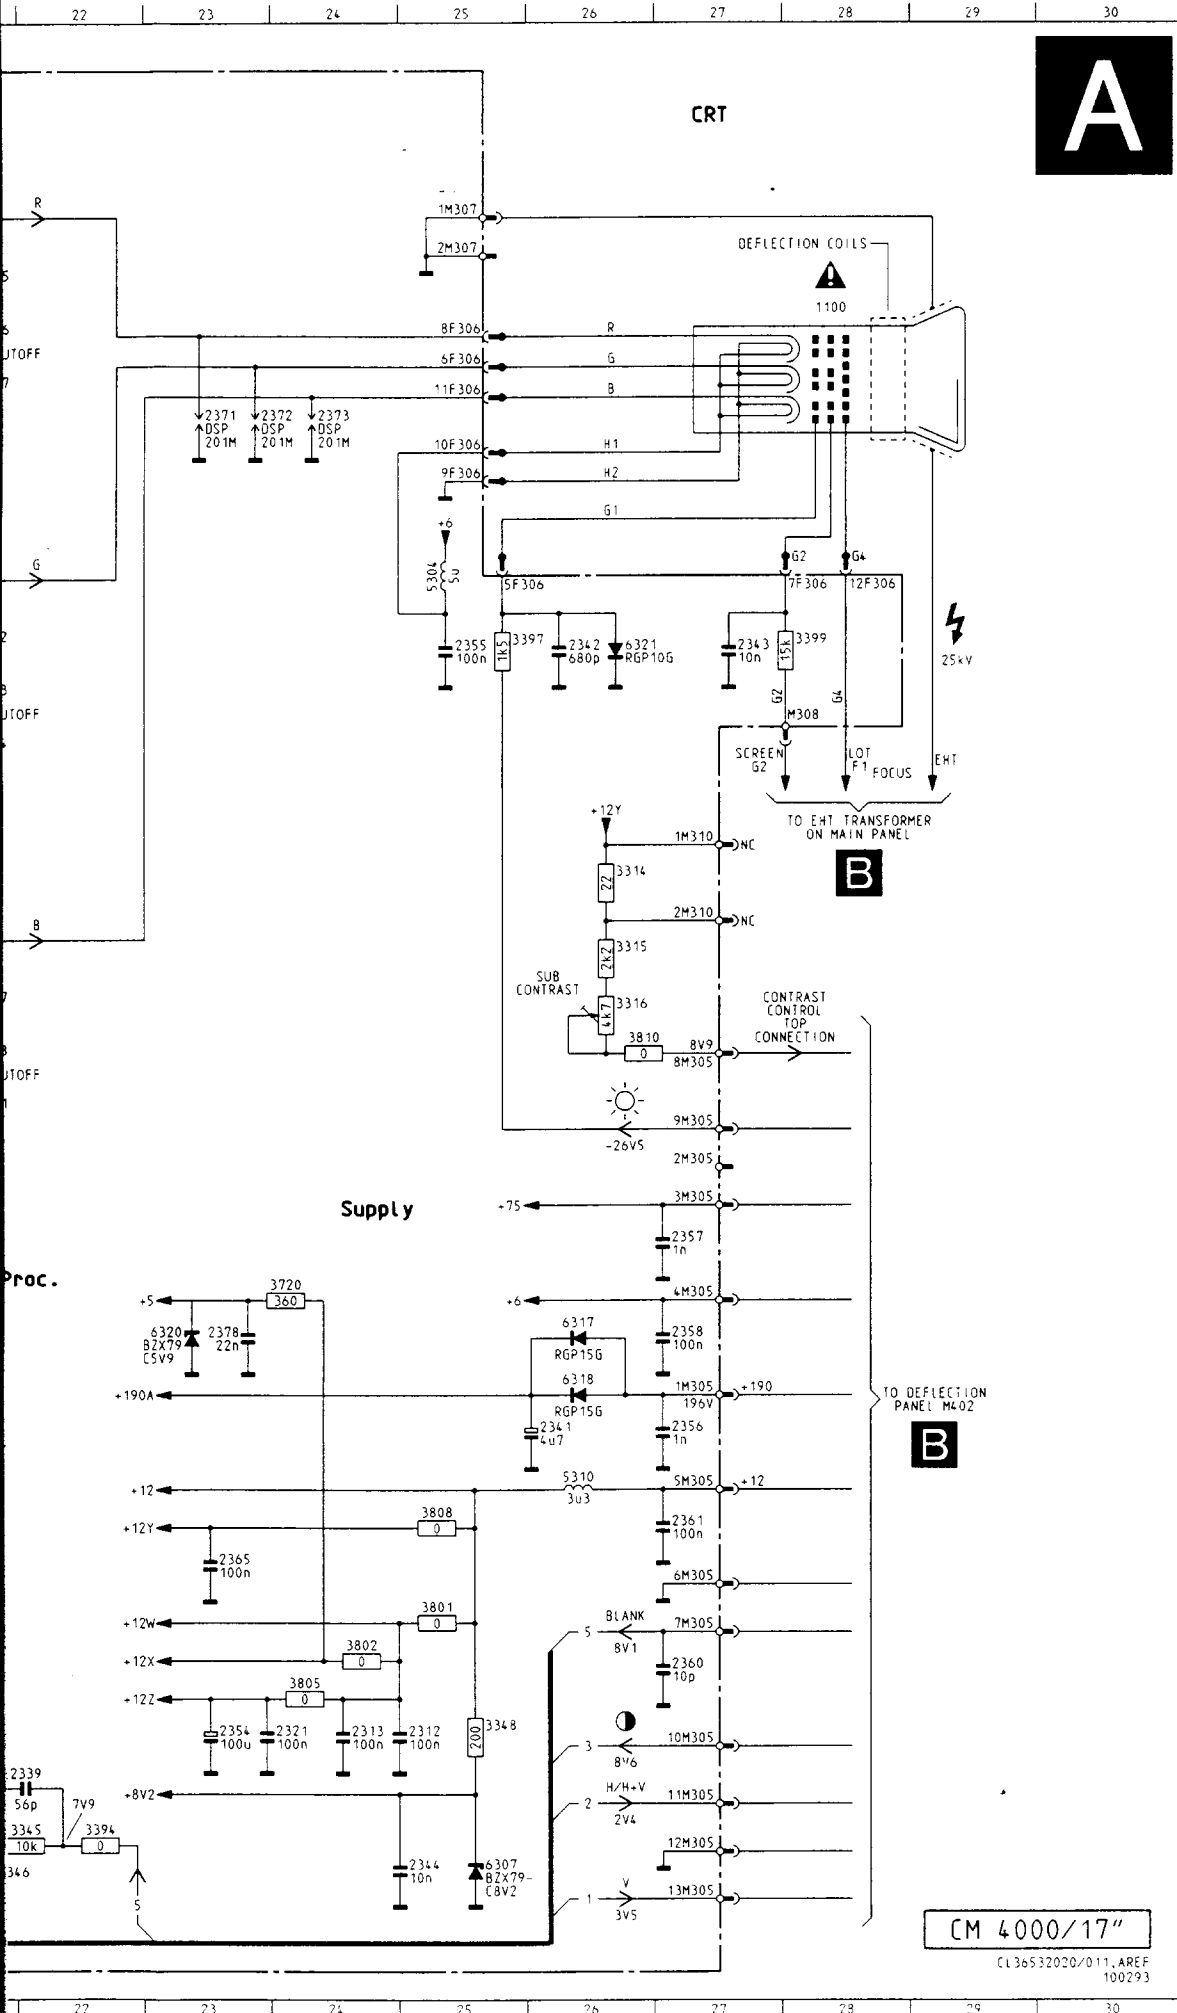 22 23 24 25 26 27 28 29 30
A
CRT
R
1M307
2M307
DEFLECTION COILS
1100
5
6
UTOFF
7
8F306 R
6F306 G
11F306 B
2371 DSP 201M
2372 DSP 201M
2373 DSP 201M
10F306 H1
9F306 H2
G1
+6
5304 5u
G
5F306
G2
7F306
G4
12F306
2355 100n
3397 1k5
2342 680p
6321 RGP10G
2343 10n
3399 15k
25kV
2
8
UTOFF
G2
G4
M308
SCREEN G2
LOT F1 FOCUS
EHT
TO EHT TRANSFORMER
ON MAIN PANEL
B
+12Y
1M310 NC
3314 22
2M310 NC
B
3315 2k2
SUB CONTRAST
3316 4k7
3810 0
8V9
8M305
CONTRAST
CONTROL
TOP
CONNECTION
7
8
UTOFF
9M305
-26V5
2M305
Supply
+75
3M305
2357 1n
Proc.
3720 360
+5
+6
4M305
6320 BZX79 C5V9
2378 22n
6317 RGP15G
2358 100n
+190A
6318 RGP15G
1M305 196V
+190
2341 4u7
2356 1n
TO DEFLECTION
PANEL M402
B
+12
5310 3u3
5M305 +12
+12Y
3808 0
2361 100n
2365 100n
6M305
+12W
3801 0
5 BLANK 8V1
7M305
+12X
3802 0
2360 10p
+12Z
3805 0
2354 100u
2321 100n
2313 100n
2312 100n
3348 200
3 8V6
10M305
2339 56p
7V9
+8V2
2 H/H+V 2V4
11M305
3345 10k
3394 0
346
12M305
2344 10n
6307 BZX79-C8V2
5
1 V 3V5
13M305
CM 4000/17"
CL36532020/011.AREF
100293
22 23 24 25 26 27 28 29 30